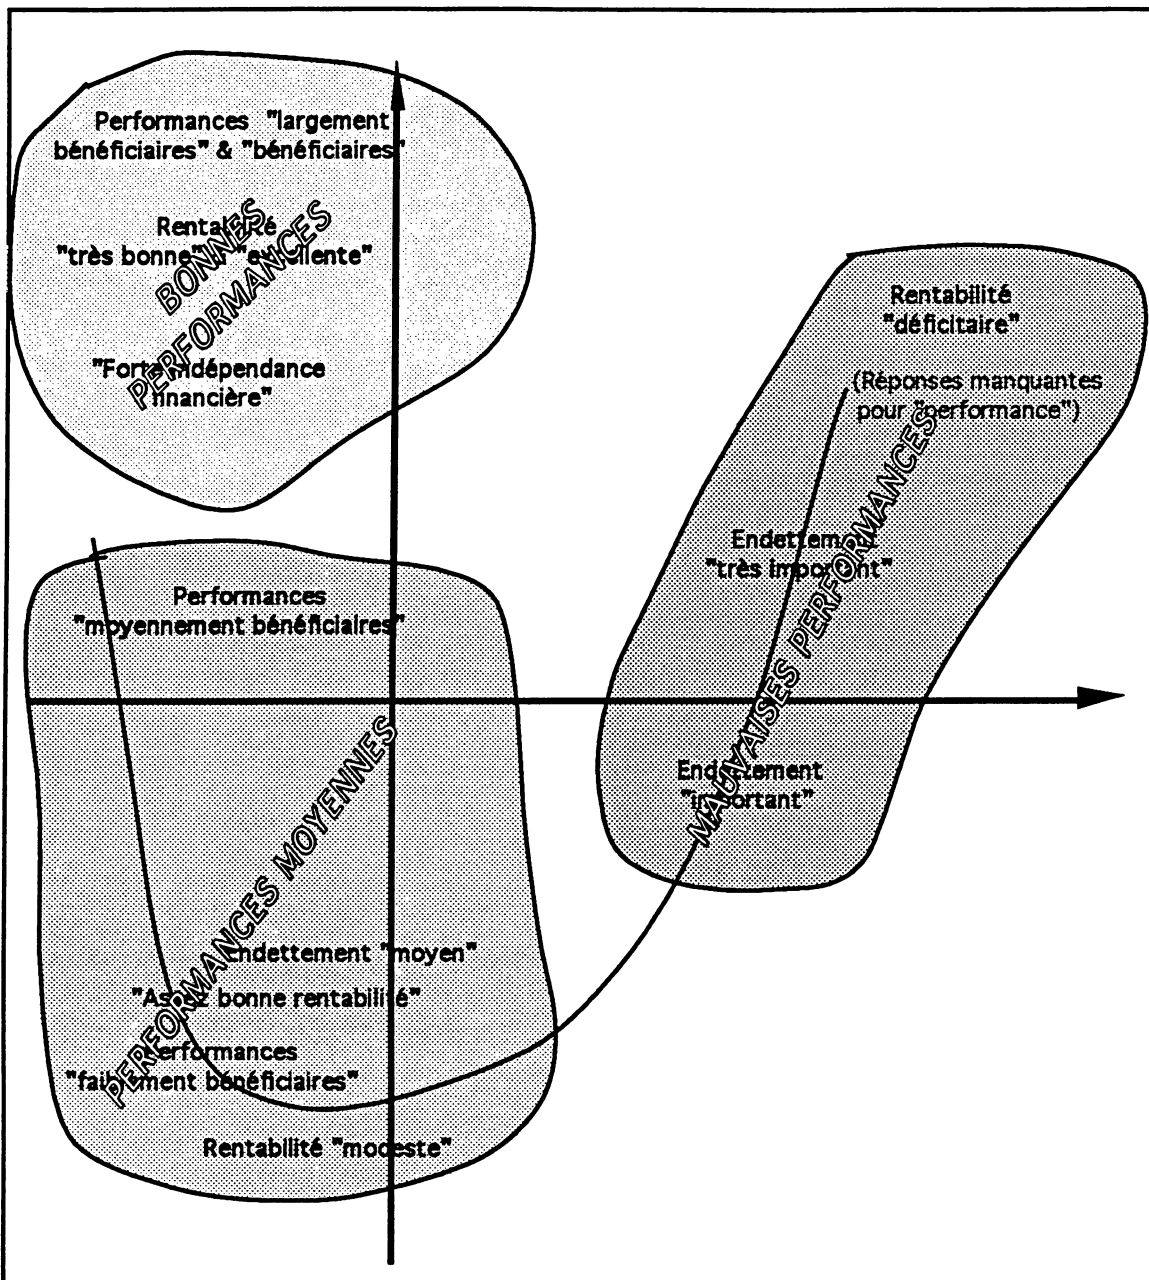 Performances "largement
bénéficiaires" & "bénéficiaires"
Rentabilité
"très bonne" à "excellente"
BONNES
PERFORMANCES
"Forte indépendance
financière"
Rentabilité
"déficitaire"
(Réponses manquantes
pour "performance")
Endettement
"très important"
MAUVAISES PERFORMANCES
Endettement
"important"
Performances
"moyennement bénéficiaires"
PERFORMANCES MOYENNES
Endettement "moyen"
"Assez bonne rentabilité"
Performances
"faiblement bénéficiaires"
Rentabilité "modeste"